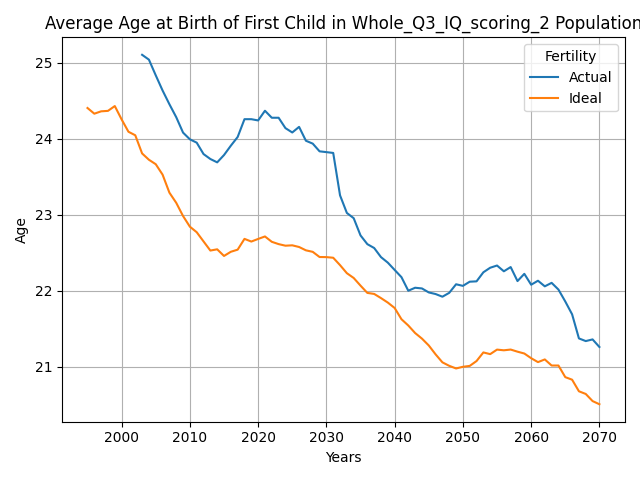 Average Age at Birth of First Child in Whole_Q3_IQ_scoring_2 Population
Fertility
Actual
Ideal
25
24
23
22
21
Age
2000 2010 2020 2030 2040 2050 2060 2070
Years